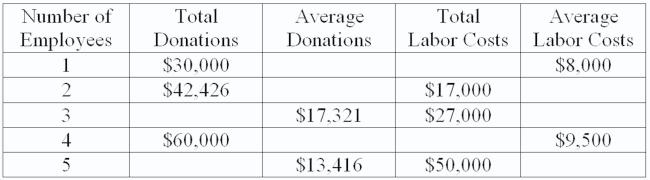 Number of Total Average Total Average
Employees Donations Donations Labor Costs Labor Costs
1 $30,000 $8,000
2 $42,426 $17,000
3 $17,321 $27,000
4 $60,000 $9,500
5 $13,416 $50,000